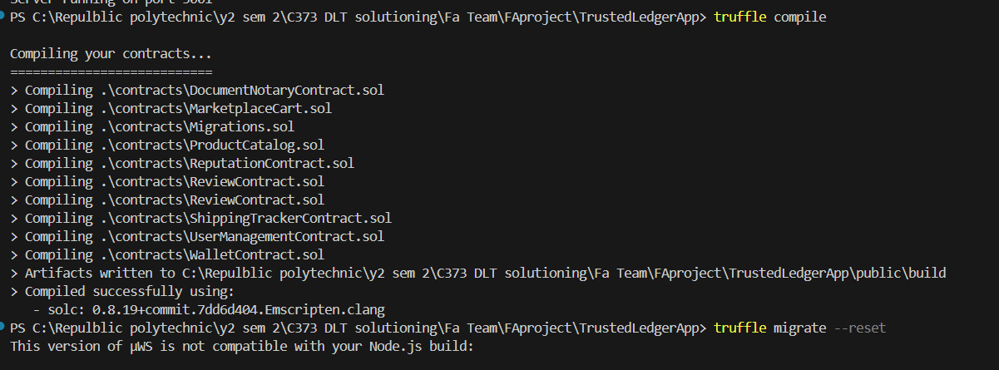 Server running on port 3001
PS C:\Repulblic polytechnic\y2 sem 2\C373 DLT solutioning\Fa Team\FAproject\TrustedLedgerApp> truffle compile
Compiling your contracts...
===========================
> Compiling .\contracts\DocumentNotaryContract.sol
> Compiling .\contracts\MarketplaceCart.sol
> Compiling .\contracts\Migrations.sol
> Compiling .\contracts\ProductCatalog.sol
> Compiling .\contracts\ReputationContract.sol
> Compiling .\contracts\ReviewContract.sol
> Compiling .\contracts\ReviewContract.sol
> Compiling .\contracts\ShippingTrackerContract.sol
> Compiling .\contracts\UserManagementContract.sol
> Compiling .\contracts\WalletContract.sol
> Artifacts written to C:\Repulblic polytechnic\y2 sem 2\C373 DLT solutioning\Fa Team\FAproject\TrustedLedgerApp\public\build
> Compiled successfully using:
- solc: 0.8.19+commit.7dd6d404.Emscripten.clang
PS C:\Repulblic polytechnic\y2 sem 2\C373 DLT solutioning\Fa Team\FAproject\TrustedLedgerApp> truffle migrate --reset
This version of µWS is not compatible with your Node.js build: